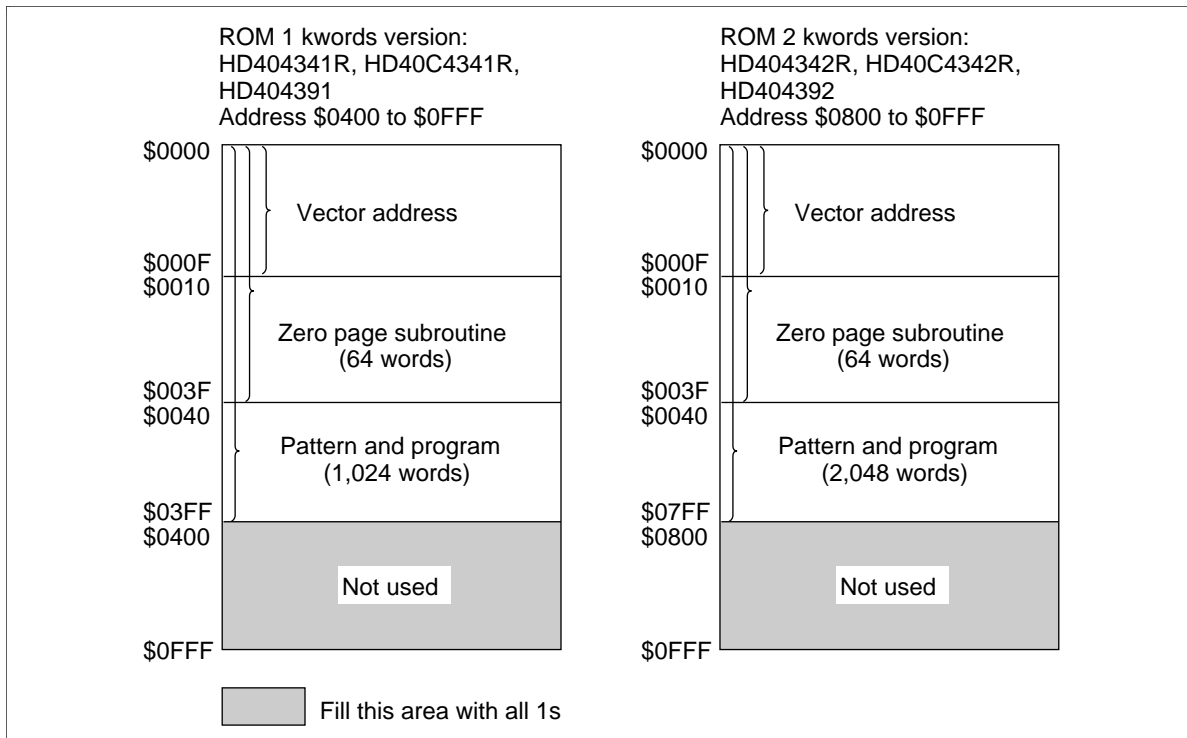 ROM 1 kwords version:
HD404341R, HD40C4341R,
HD404391
Address $0400 to $0FFF
$0000
Vector address
$000F
$0010
Zero page subroutine
(64 words)
$003F
$0040
Pattern and program
(1,024 words)
$03FF
$0400
Not used
$0FFF
ROM 2 kwords version:
HD404342R, HD40C4342R,
HD404392
Address $0800 to $0FFF
$0000
Vector address
$000F
$0010
Zero page subroutine
(64 words)
$003F
$0040
Pattern and program
(2,048 words)
$07FF
$0800
Not used
$0FFF
Fill this area with all 1s